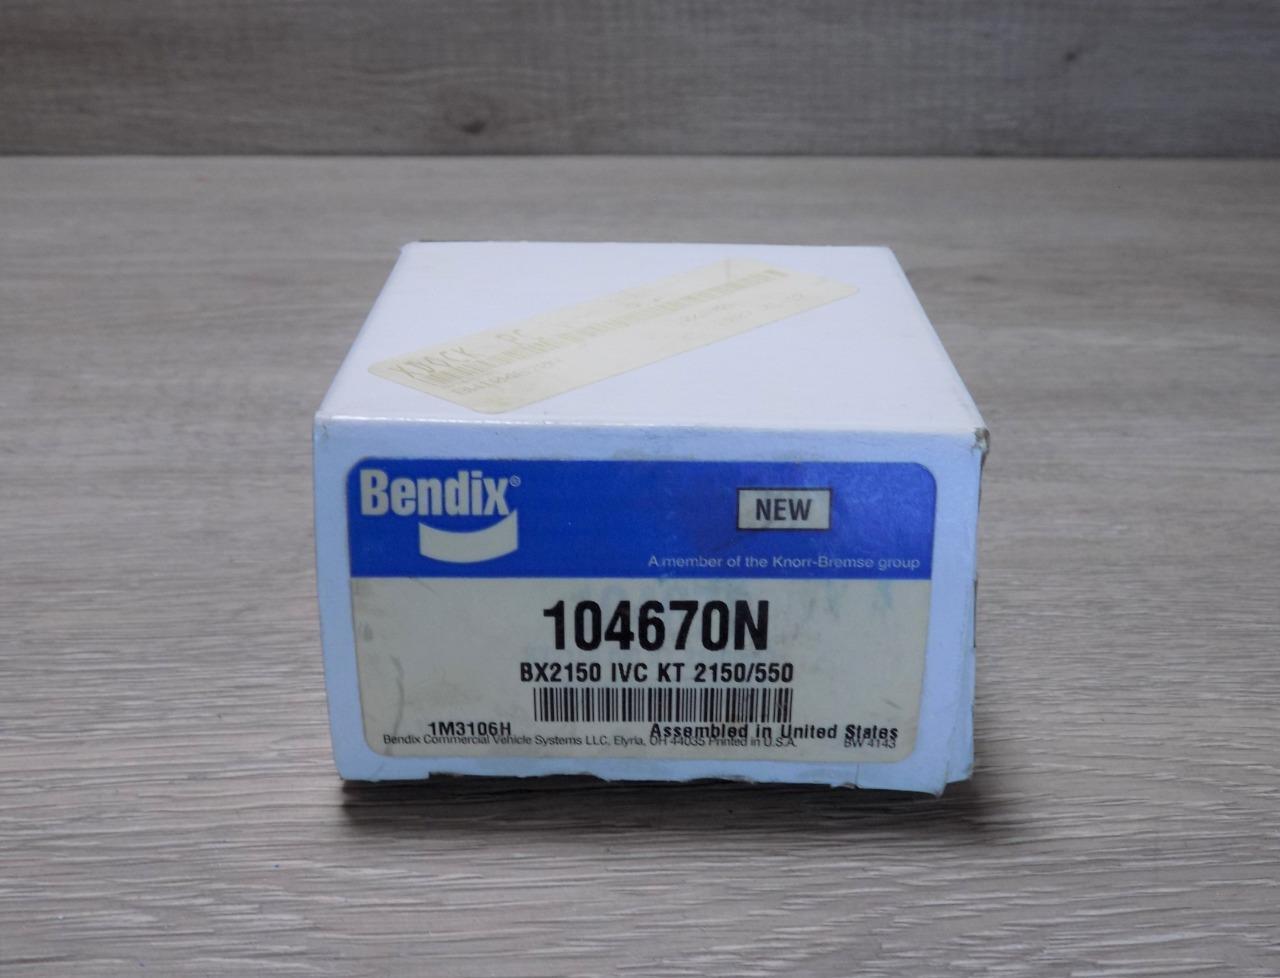 Bendix®
NEW
A member of the Knorr-Bremse group
104670N
BX2150 IVC KT 2150/550
1M3106H
Assembled in United States
Bendix Commercial Vehicle Systems LLC, Elyria, OH 44035 Printed in U.S.A.
BW 4143